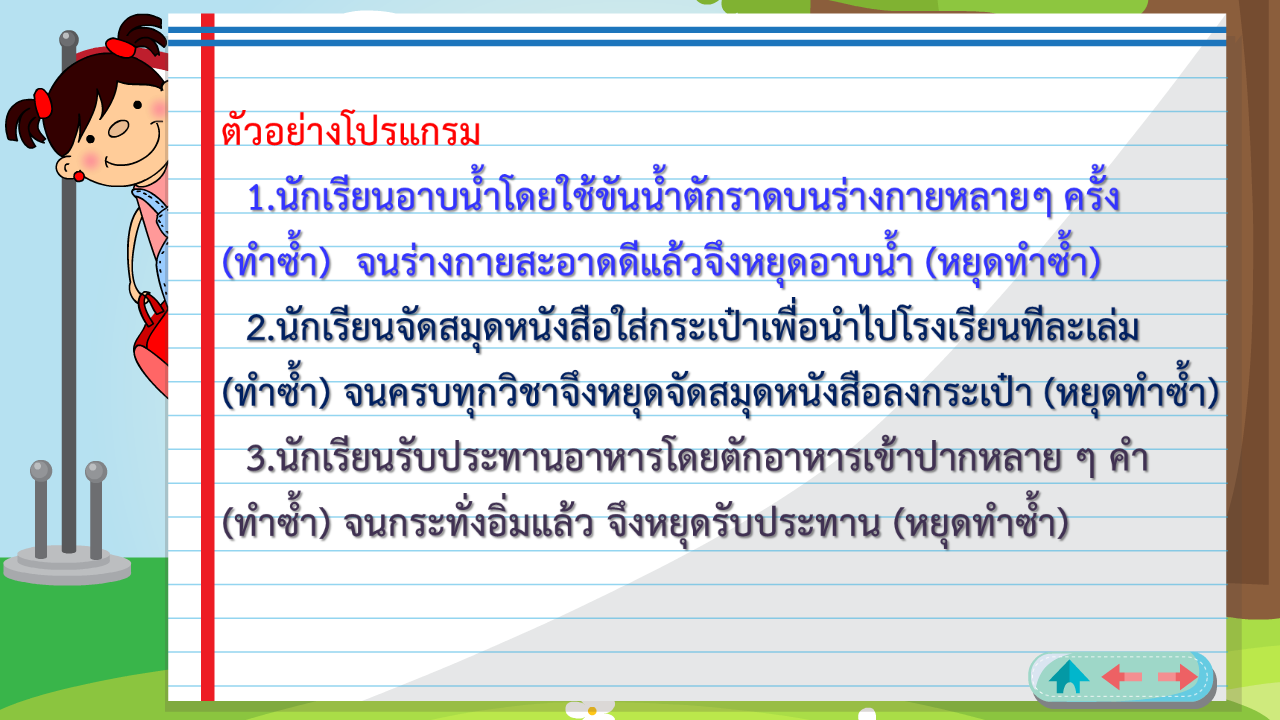 ตัวอย่างโปรแกรม
1.นักเรียนอาบน้ำโดยใช้ขันน้ำตักราดบนร่างกายหลายๆ ครั้ง
(ทำซ้ำ) จนร่างกายสะอาดดีแล้วจึงหยุดอาบน้ำ (หยุดทำซ้ำ)
2.นักเรียนจัดสมุดหนังสือใส่กระเป๋าเพื่อนำไปโรงเรียนทีละเล่ม
(ทำซ้ำ) จนครบทุกวิชาจึงหยุดจัดสมุดหนังสือลงกระเป๋า (หยุดทำซ้ำ)
3.นักเรียนรับประทานอาหารโดยตักอาหารเข้าปากหลาย ๆ คำ
(ทำซ้ำ) จนกระทั่งอิ่มแล้ว จึงหยุดรับประทาน (หยุดทำซ้ำ)